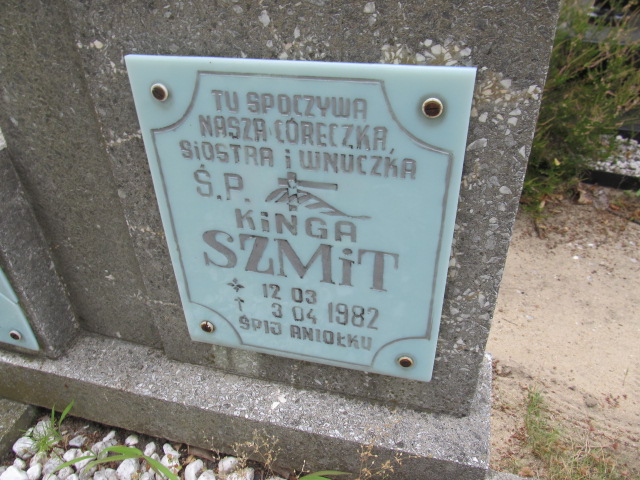 TU SPOCZYWA
NASZA CÓRECZKA,
SiOSTRA i WNUCZKA
Ś.P.
KiNGA
SZMiT
* 12 03
† 3 04 1982
ŚPIJ ANIOŁKU